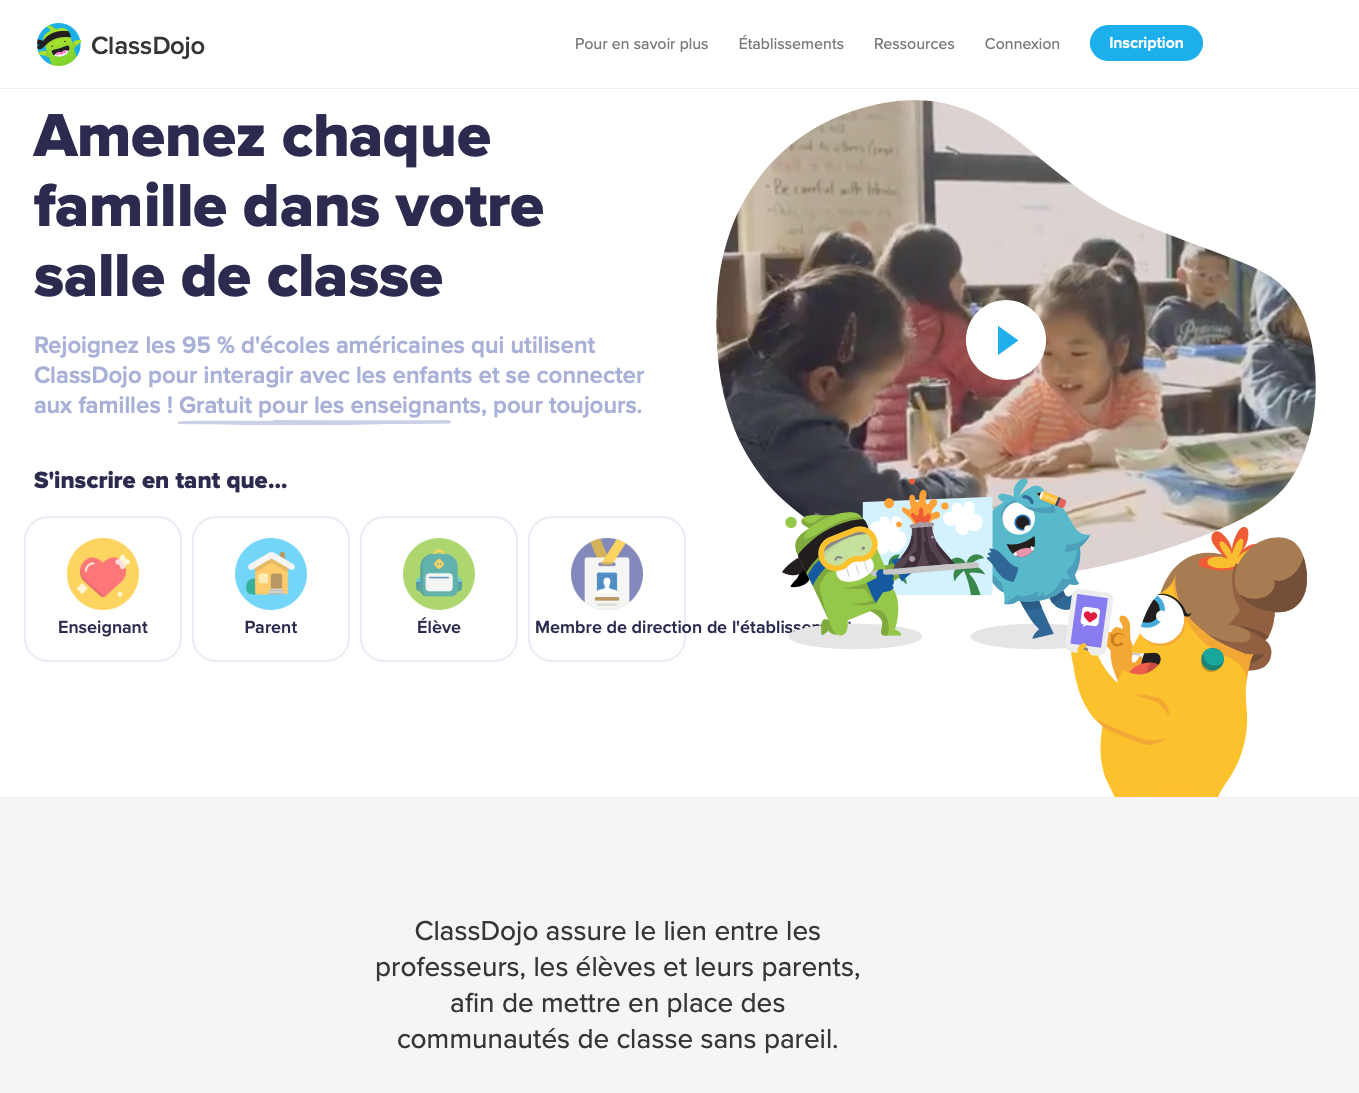 ClassDojo
Pour en savoir plus
Établissements
Ressources
Connexion
Inscription
Amenez chaque
famille dans votre
salle de classe
Rejoignez les 95 % d'écoles américaines qui utilisent
ClassDojo pour interagir avec les enfants et se connecter
aux familles ! Gratuit pour les enseignants, pour toujours.
Be careful with
S'inscrire en tant que...
Enseignant
Parent
Élève
Membre de direction de
ClassDojo assure le lien entre les
professeurs, les élèves et leurs parents,
afin de mettre en place des
communautés de classe sans pareil.